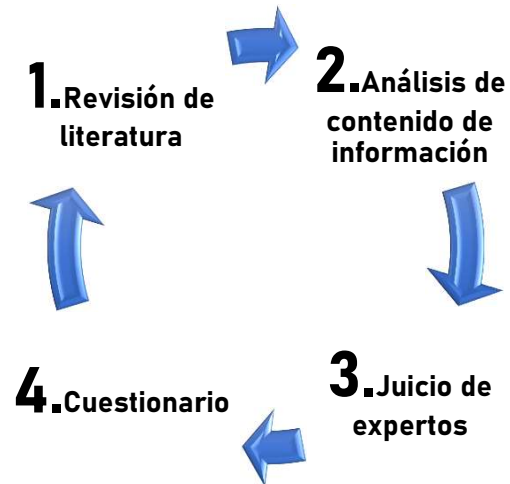 1.Revisión de
literatura
2.Análisis de
contenido de
información
3.Juicio de
expertos
4.Cuestionario